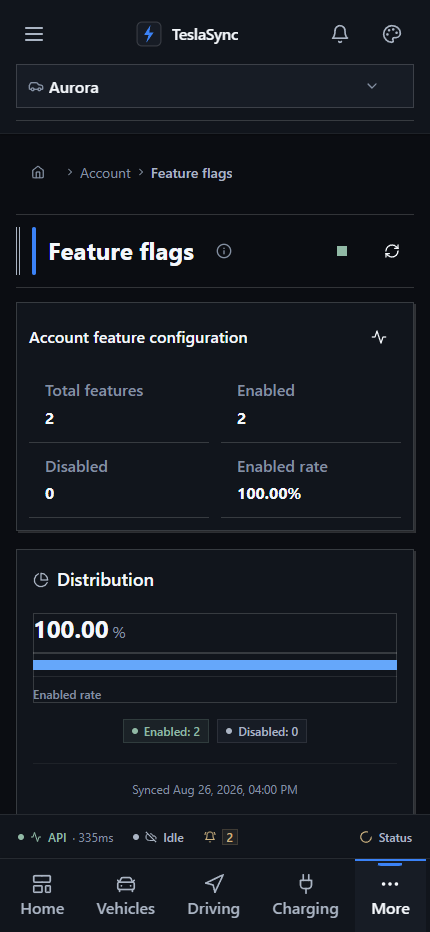 TeslaSync
Aurora
Account Feature flags
Feature flags
Account feature configuration
Total features Enabled
2 2
Disabled Enabled rate
0 100.00%
Distribution
100.00 %
Enabled rate
Enabled: 2 Disabled: 0
Synced Aug 26, 2026, 04:00 PM
API · 335ms Idle 2 Status
Home Vehicles Driving Charging More